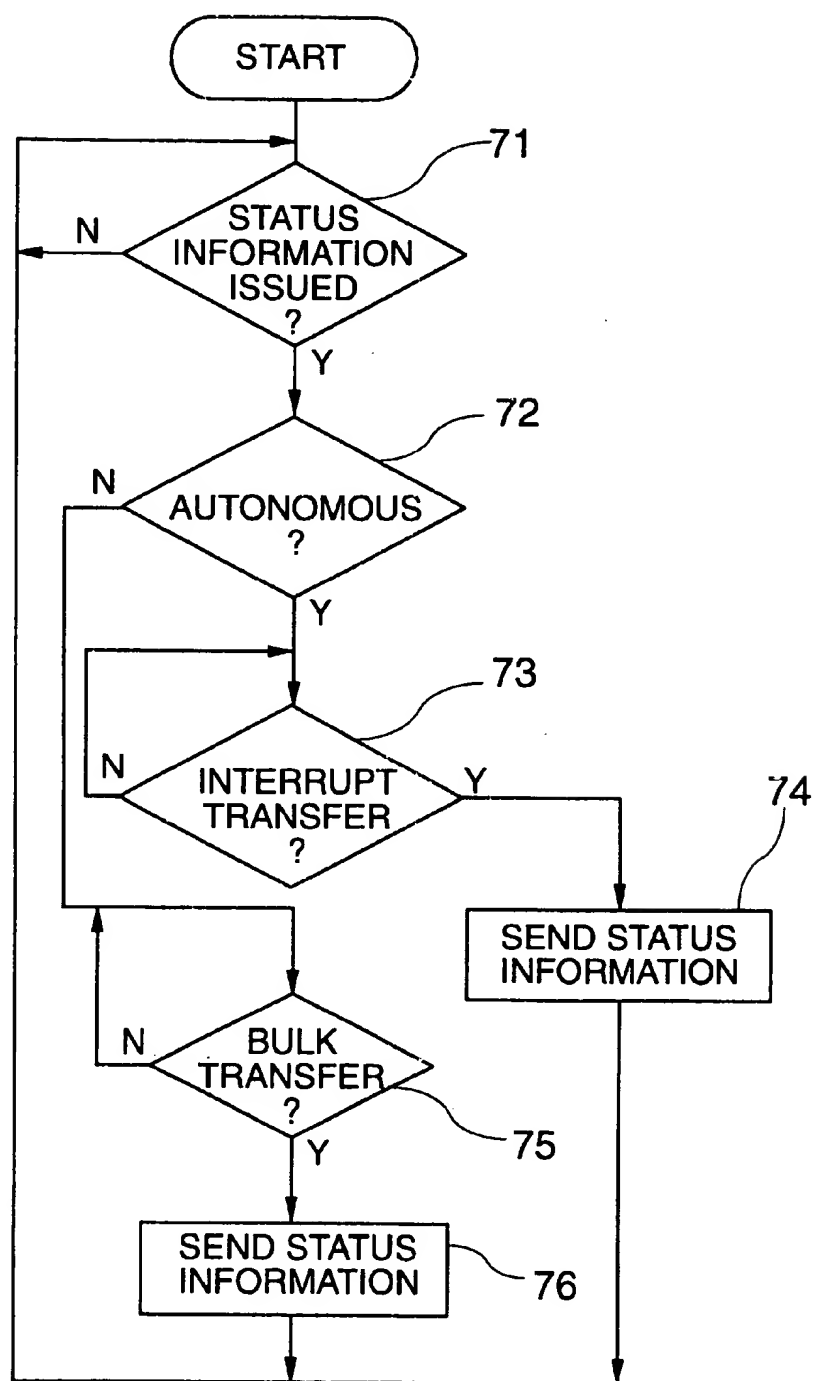 START
71
STATUS
INFORMATION
ISSUED
?
N
Y
72
N
AUTONOMOUS
?
Y
73
N
INTERRUPT
TRANSFER
?
Y
74
SEND STATUS
INFORMATION
N
BULK
TRANSFER
?
75
Y
SEND STATUS
INFORMATION
76